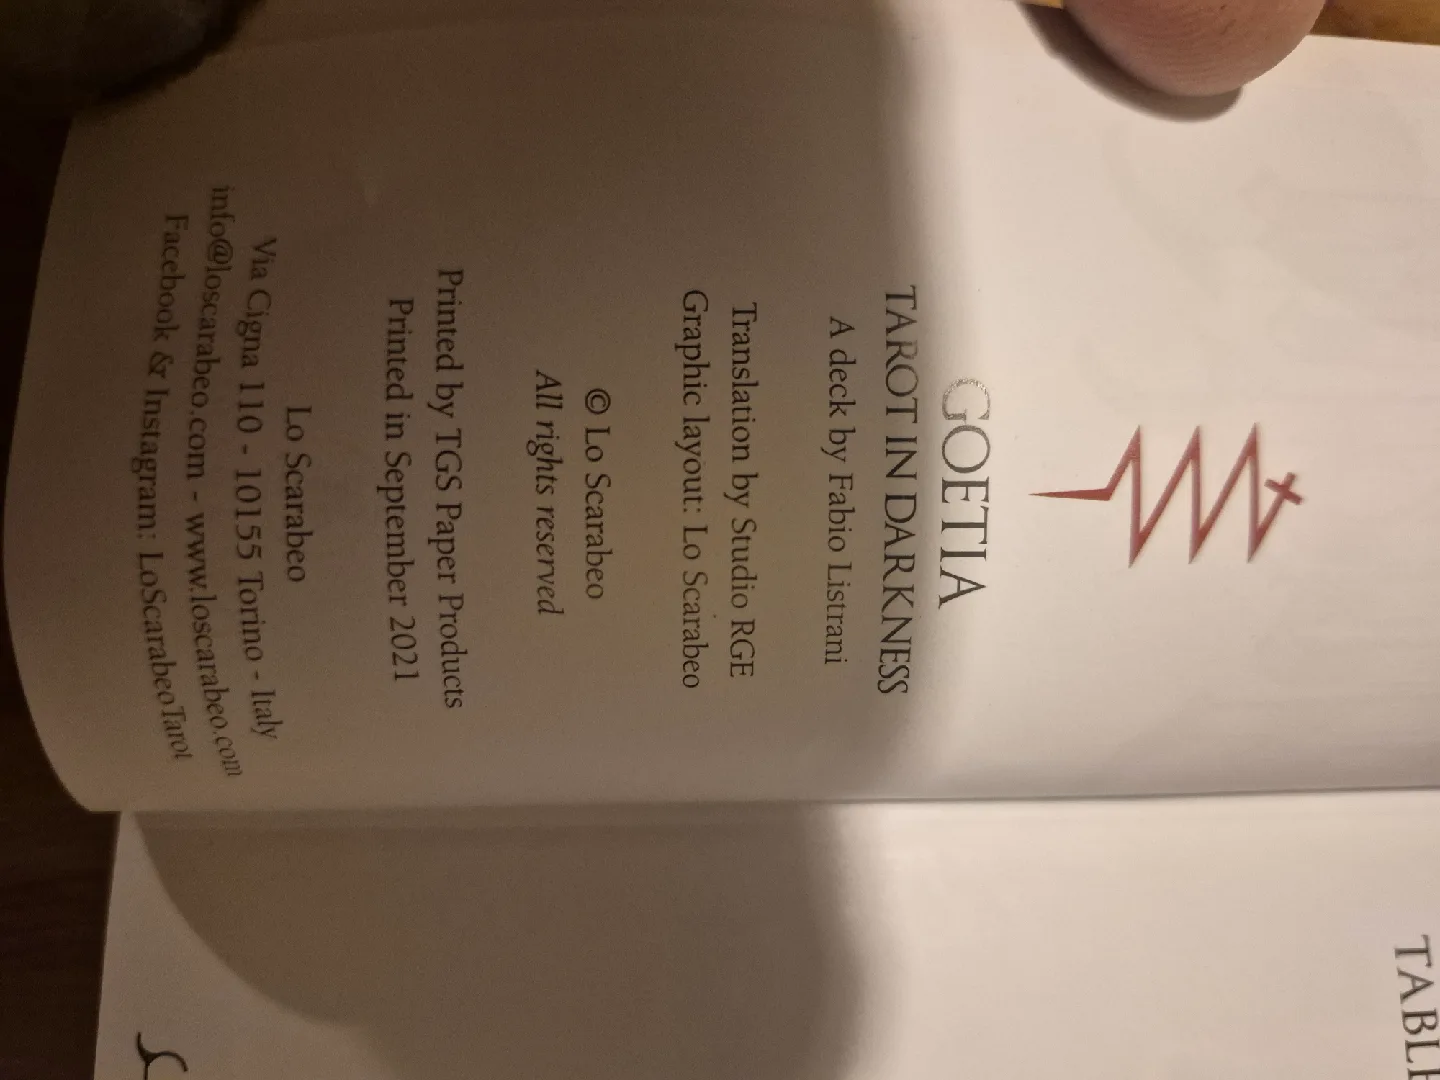 GOETIA
TAROT IN DARKNESS
A deck by Fabio Listrani
Translation by Studio RGE
Graphic layout: Lo Scarabeo
© Lo Scarabeo
All rights reserved
Printed by TGS Paper Products
Printed in September 2021
Lo Scarabeo
Via Cigna 110 - 10155 Torino - Italy
info@loscarabeo.com - www.loscarabeo.com
Facebook & Instagram: LoScarabeoTarot